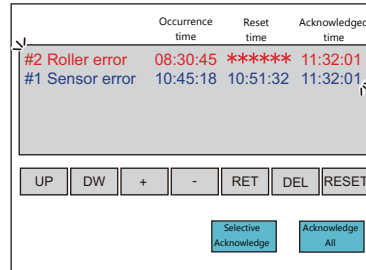 Occurrence time Reset time Acknowledged time
#2 Roller error 08:30:45 ****** 11:32:01
#1 Sensor error 10:45:18 10:51:32 11:32:01
UP DW + - RET DEL RESET
Selective Acknowledge Acknowledge All